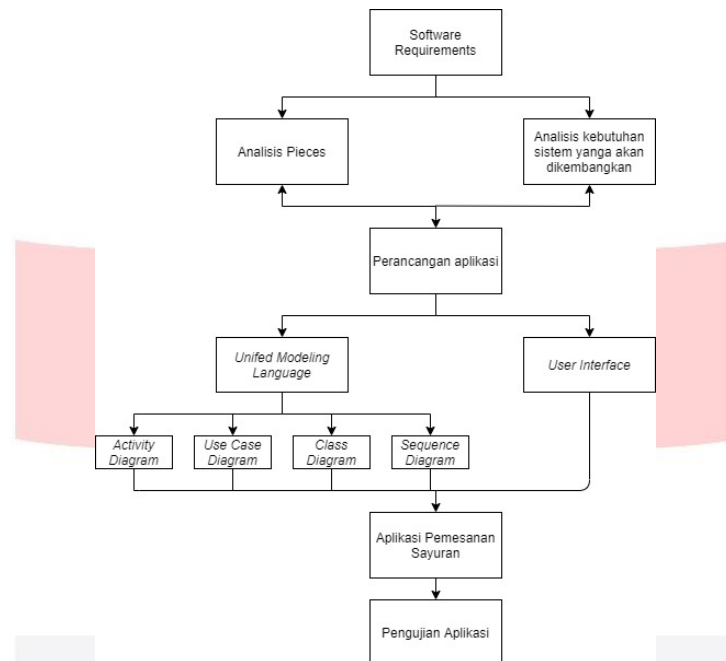 Software
Requirements
Analisis Pieces
Analisis kebutuhan
sistem yanga akan
dikembangkan
Perancangan aplikasi
Unifed Modeling
Language
User Interface
Activity
Diagram
Use Case
Diagram
Class
Diagram
Sequence
Diagram
Aplikasi Pemesanan
Sayuran
Pengujian Aplikasi